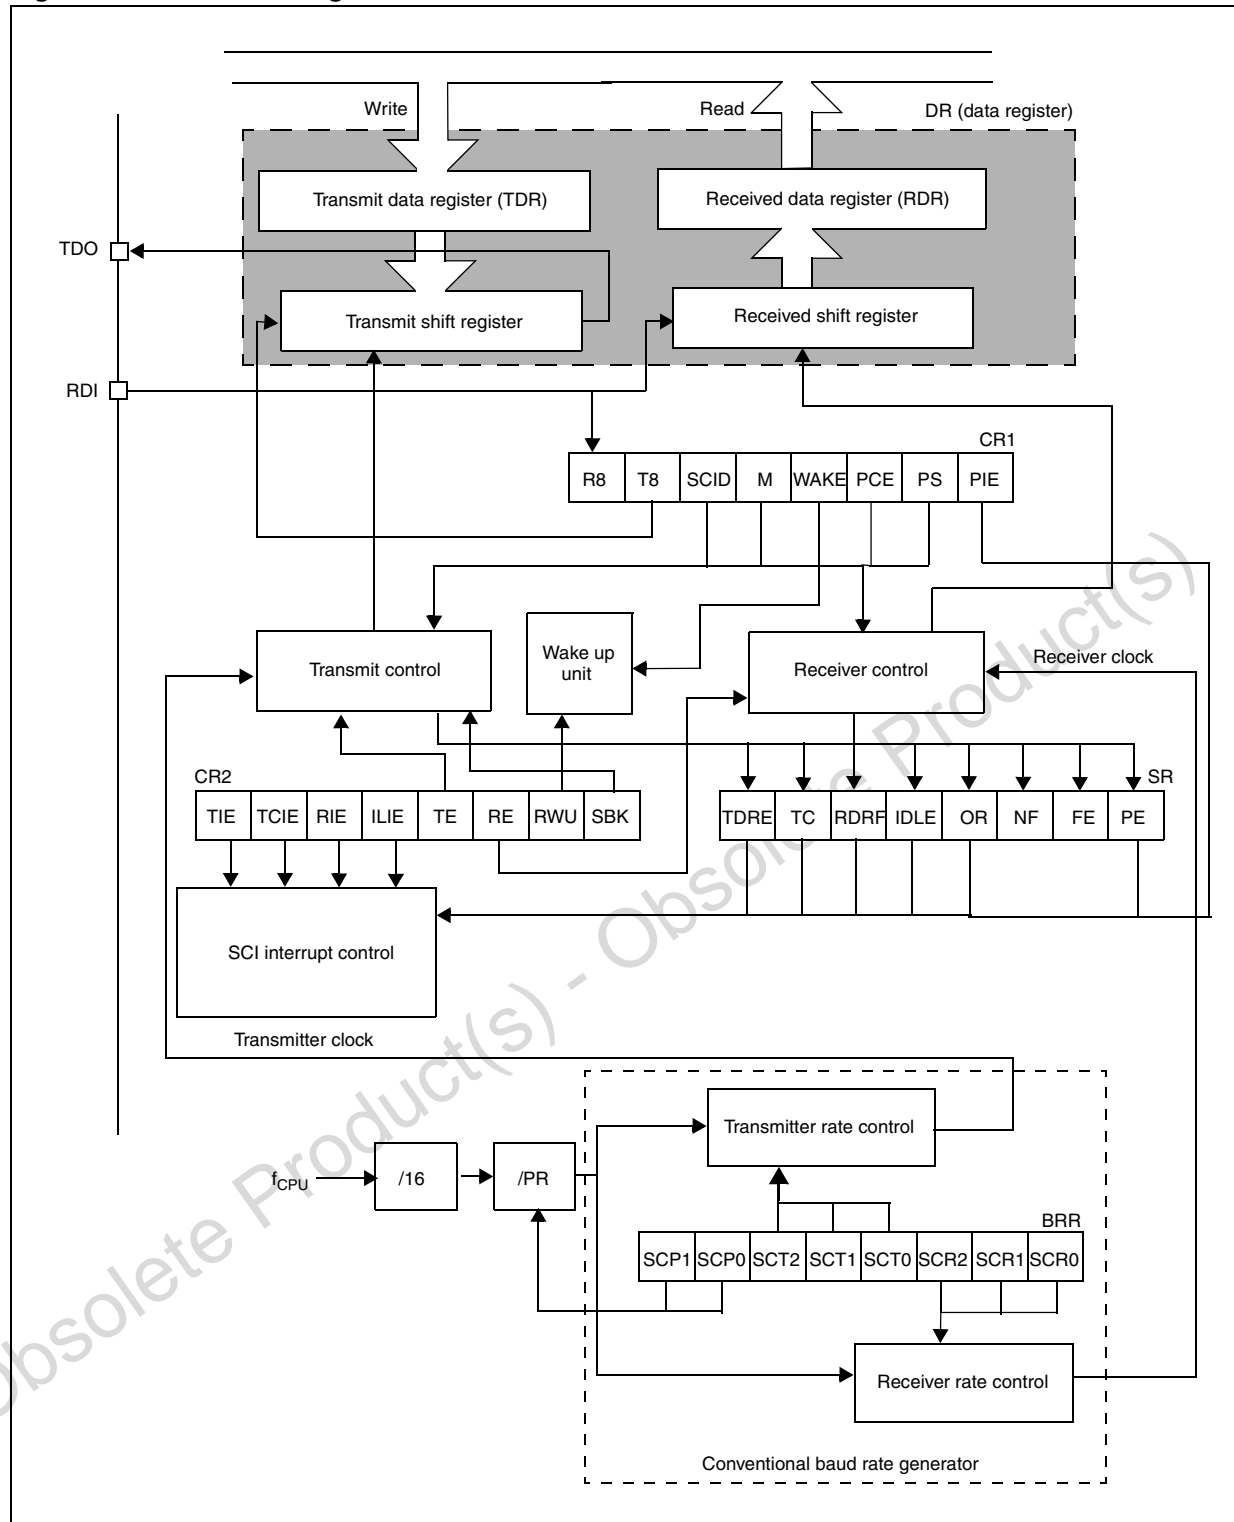 Write
Read
DR (data register)
Transmit data register (TDR)
Received data register (RDR)
TDO
Transmit shift register
Received shift register
RDI
CR1
R8 T8 SCID M WAKE PCE PS PIE
Transmit control
Wake up
unit
Receiver control
Receiver clock
CR2
SR
TIE TCIE RIE ILIE TE RE RWU SBK
TDRE TC RDRF IDLE OR NF FE PE
SCI interrupt control
Transmitter clock
Transmitter rate control
fCPU
/16
/PR
BRR
SCP1 SCP0 SCT2 SCT1 SCT0 SCR2 SCR1 SCR0
Receiver rate control
Conventional baud rate generator
Obsolete Product(s) - Obsolete Product(s)